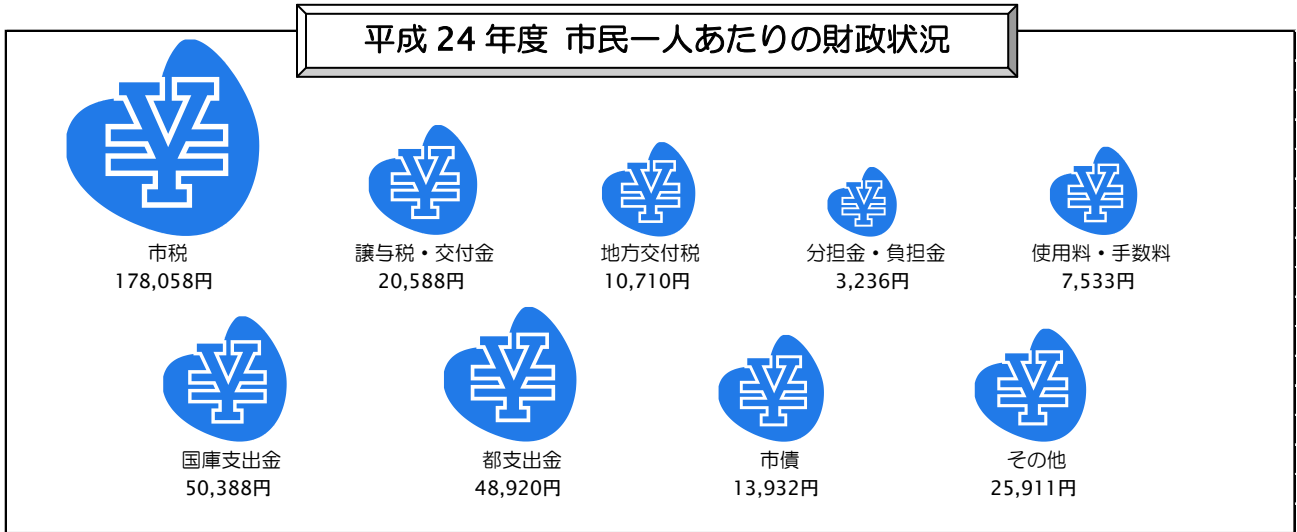 平成 24 年度 市民一人あたりの財政状況
市税
178,058円
譲与税・交付金
20,588円
地方交付税
10,710円
分担金・負担金
3,236円
使用料・手数料
7,533円
国庫支出金
50,388円
都支出金
48,920円
市債
13,932円
その他
25,911円